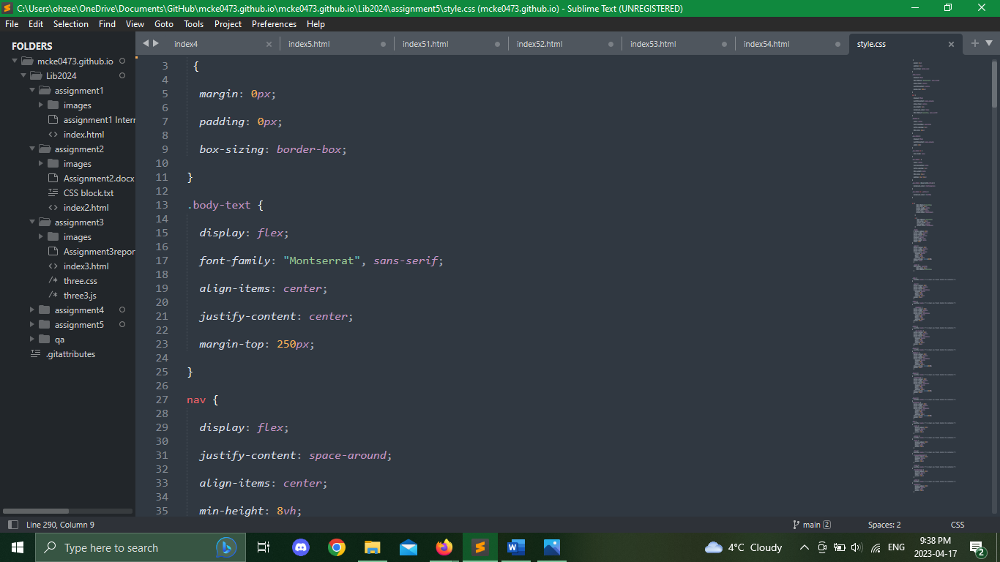 C:\Users\ohzee\OneDrive\Documents\GitHub\mcke0473.github.io\mcke0473.github.io\Lib2024\assignment5\style.css (mcke0473.github.io) - Sublime Text (UNREGISTERED)
File Edit Selection Find View Goto Tools Project Preferences Help
FOLDERS
mcke0473.github.io
Lib2024
assignment1
images
assignment1 Interr
index.html
assignment2
images
Assignment2.docx
CSS block.txt
index2.html
assignment3
images
Assignment3repor
index3.html
three.css
three3.js
assignment4
assignment5
qa
.gitattributes
index4 index5.html index51.html index52.html index53.html index54.html style.css
3 {
4
5 margin: 0px;
6
7 padding: 0px;
8
9 box-sizing: border-box;
10
11 }
12
13 .body-text {
14
15 display: flex;
16
17 font-family: "Montserrat", sans-serif;
18
19 align-items: center;
20
21 justify-content: center;
22
23 margin-top: 250px;
24
25 }
26
27 nav {
28
29 display: flex;
30
31 justify-content: space-around;
32
33 align-items: center;
34
35 min-height: 8vh;
Line 290, Column 9 main 2 Spaces: 2 CSS
Type here to search
4°C Cloudy
ENG
9:38 PM
2023-04-17
2